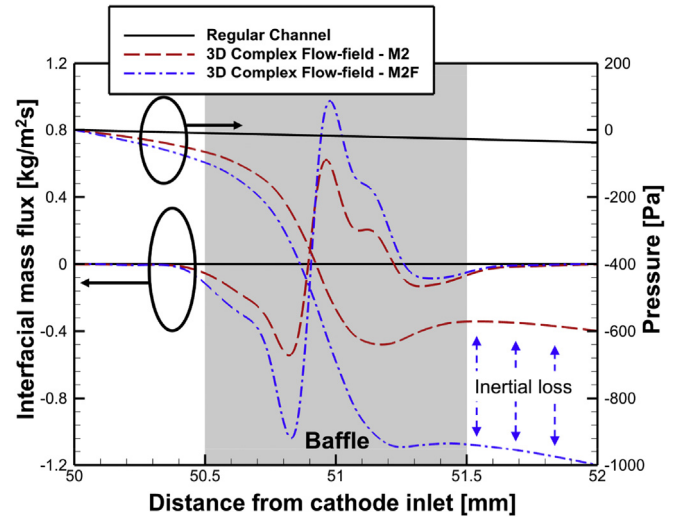 Regular Channel
3D Complex Flow-field - M2
3D Complex Flow-field - M2F
1.2
0.8
0.4
0
-0.4
-0.8
-1.2
Interfacial mass flux [kg/m²s]
200
0
-200
-400
-600
-800
-1000
Pressure [Pa]
Inertial loss
Baffle
50
50.5
51
51.5
52
Distance from cathode inlet [mm]